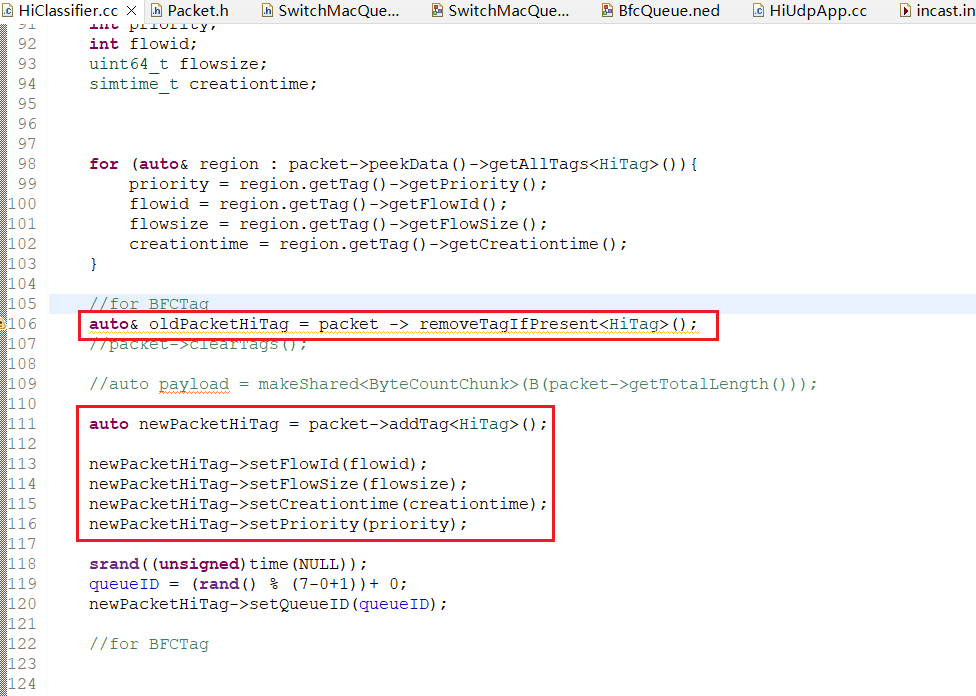 HiClassifier.cc Packet.h SwitchMacQue... SwitchMacQue... BfcQueue.ned HiUdpApp.cc incast.in
91 int priority;
92 int flowid;
93 uint64_t flowsize;
94 simtime_t creationtime;
95
96
97
98 for (auto& region : packet->peekData()->getAllTags<HiTag>()){
99 priority = region.getTag()->getPriority();
100 flowid = region.getTag()->getFlowId();
101 flowsize = region.getTag()->getFlowSize();
102 creationtime = region.getTag()->getCreationtime();
103 }
104
105 //for BFCTag
106 auto& oldPacketHiTag = packet -> removeTagIfPresent<HiTag>();
107 //packet->clearTags();
108
109 //auto payload = makeShared<ByteCountChunk>(B(packet->getTotalLength()));
110
111 auto newPacketHiTag = packet->addTag<HiTag>();
112
113 newPacketHiTag->setFlowId(flowid);
114 newPacketHiTag->setFlowSize(flowsize);
115 newPacketHiTag->setCreationtime(creationtime);
116 newPacketHiTag->setPriority(priority);
117
118 srand((unsigned)time(NULL));
119 queueID = (rand() % (7-0+1))+ 0;
120 newPacketHiTag->setQueueID(queueID);
121
122 //for BFCTag
123
124